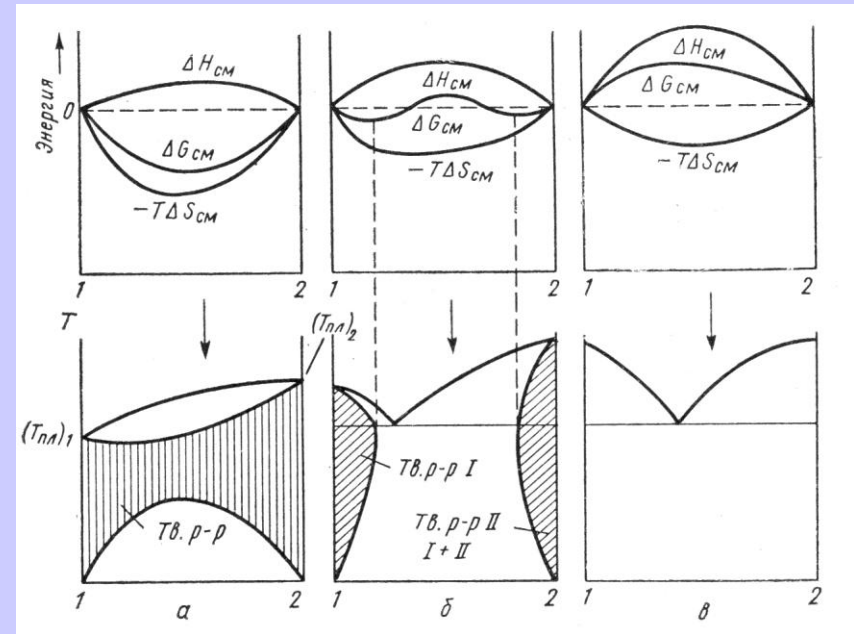 Энергия
0
ΔHсм
ΔGсм
−TΔSсм
1 2
ΔHсм
ΔGсм
−TΔSсм
1 2
ΔHсм
ΔGсм
−TΔSсм
1 2
T
(Tпл)2
(Tпл)1
Тв. р-р
1 2
а
Тв. р-р I
Тв. р-р II
I + II
1 2
б
1 2
в